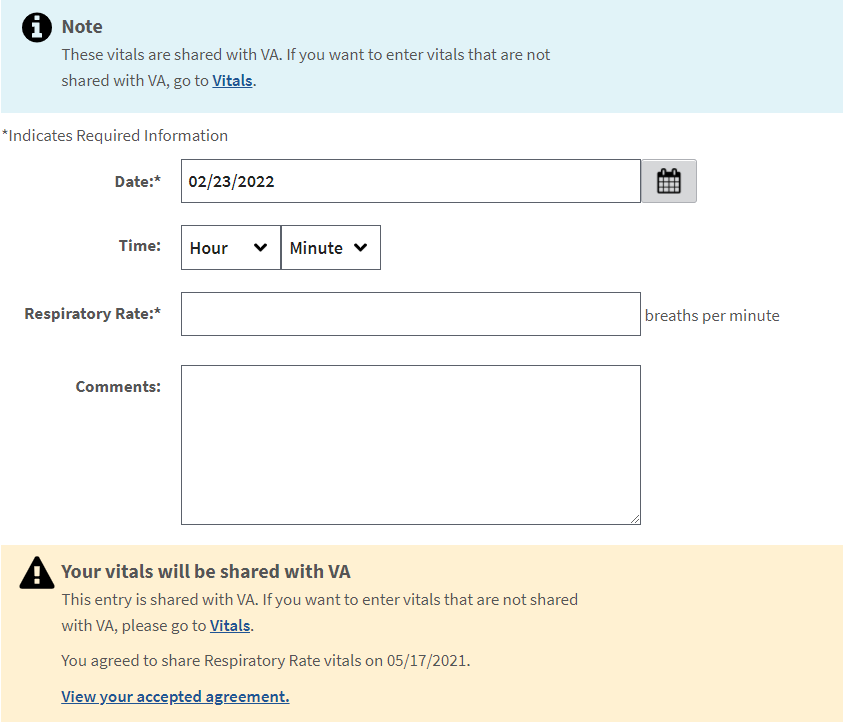 Note
These vitals are shared with VA. If you want to enter vitals that are not
shared with VA, go to Vitals.
*Indicates Required Information
Date:* 02/23/2022
Time: Hour Minute
Respiratory Rate:* breaths per minute
Comments:
Your vitals will be shared with VA
This entry is shared with VA. If you want to enter vitals that are not shared
with VA, please go to Vitals.
You agreed to share Respiratory Rate vitals on 05/17/2021.
View your accepted agreement.